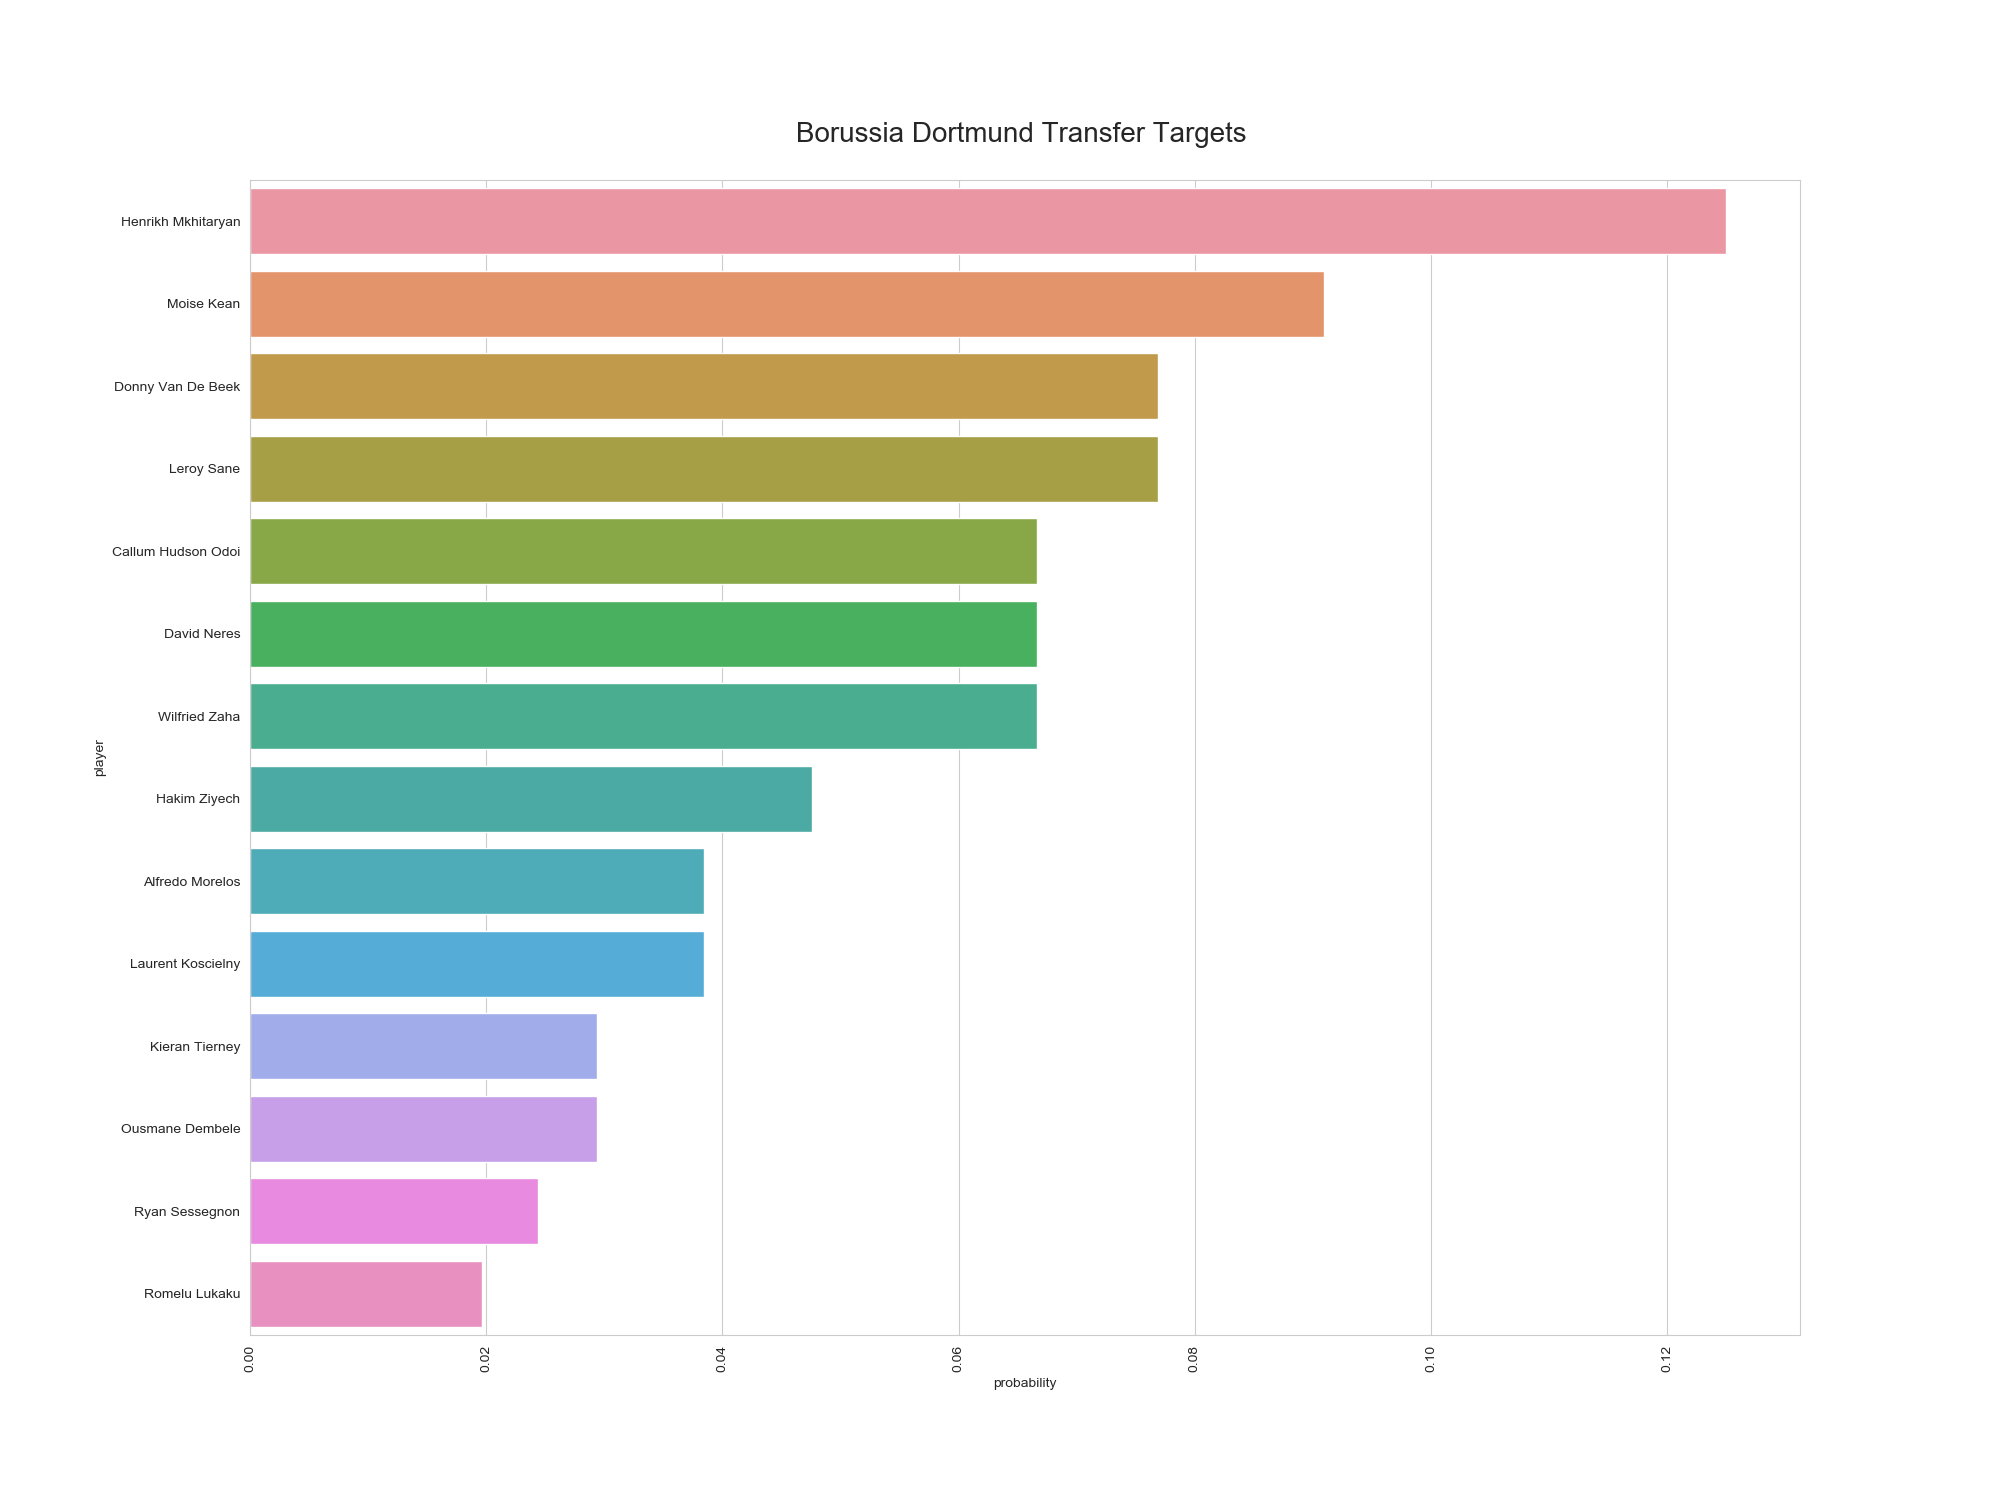 Borussia Dortmund Transfer Targets
Henrikh Mkhitaryan
Moise Kean
Donny Van De Beek
Leroy Sane
Callum Hudson Odoi
David Neres
Wilfried Zaha
player
Hakim Ziyech
Alfredo Morelos
Laurent Koscielny
Kieran Tierney
Ousmane Dembele
Ryan Sessegnon
Romelu Lukaku
0.00 0.02 0.04 0.06 0.08 0.10 0.12
probability